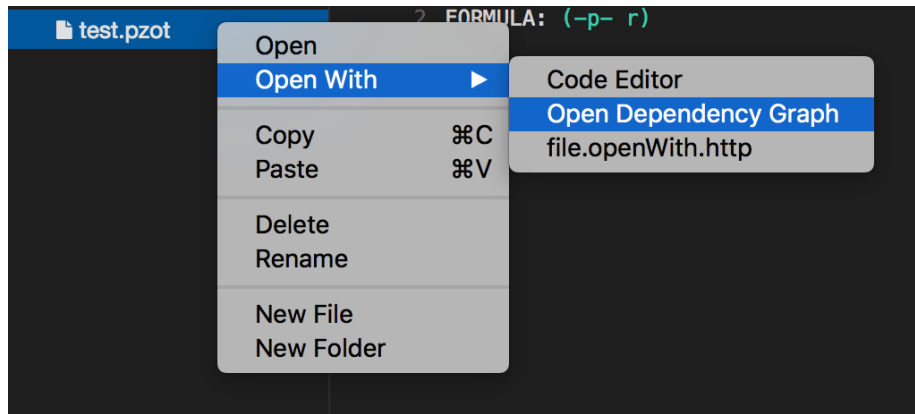 test.pzot
2 FORMULA: (-p- r)
Open
Open With
Code Editor
Open Dependency Graph
file.openWith.http
Copy ⌘C
Paste ⌘V
Delete
Rename
New File
New Folder